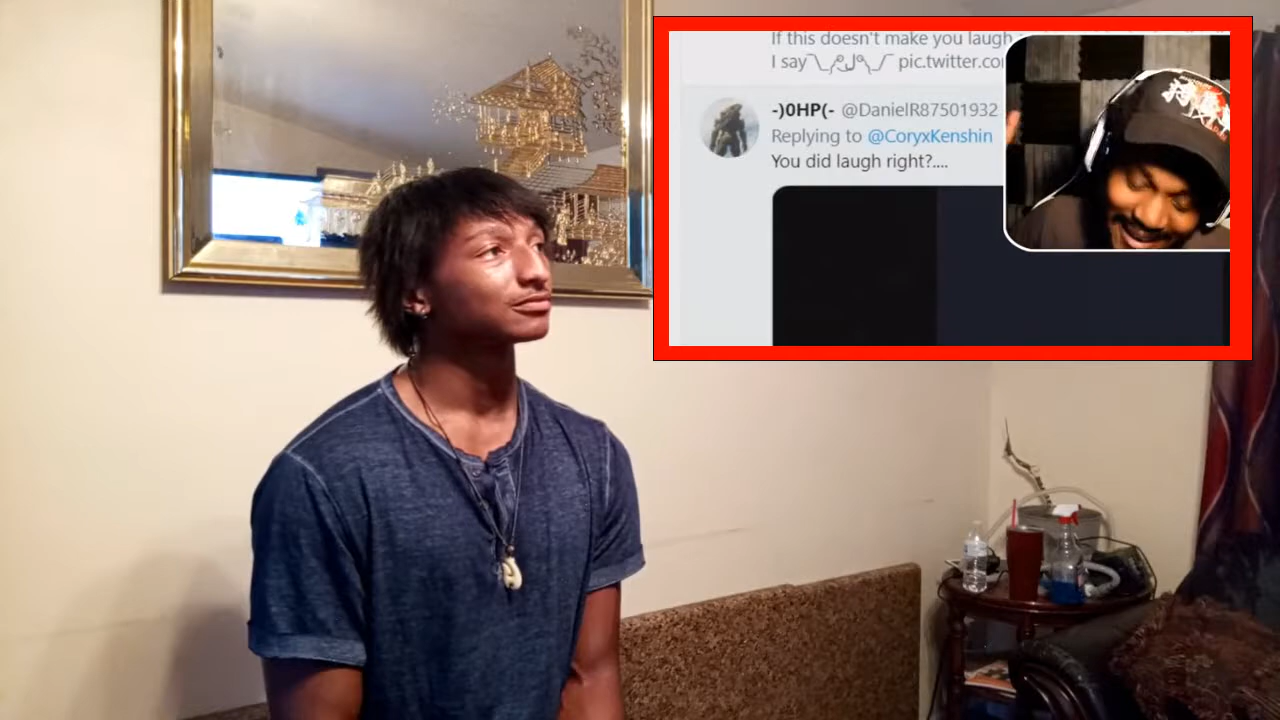 If this doesn't make you laugh
I say¯\_/º ل͟º\_/¯ pic.twitter.co
-)0HP(- @DanielR87501932
Replying to @CoryxKenshin
You did laugh right?....